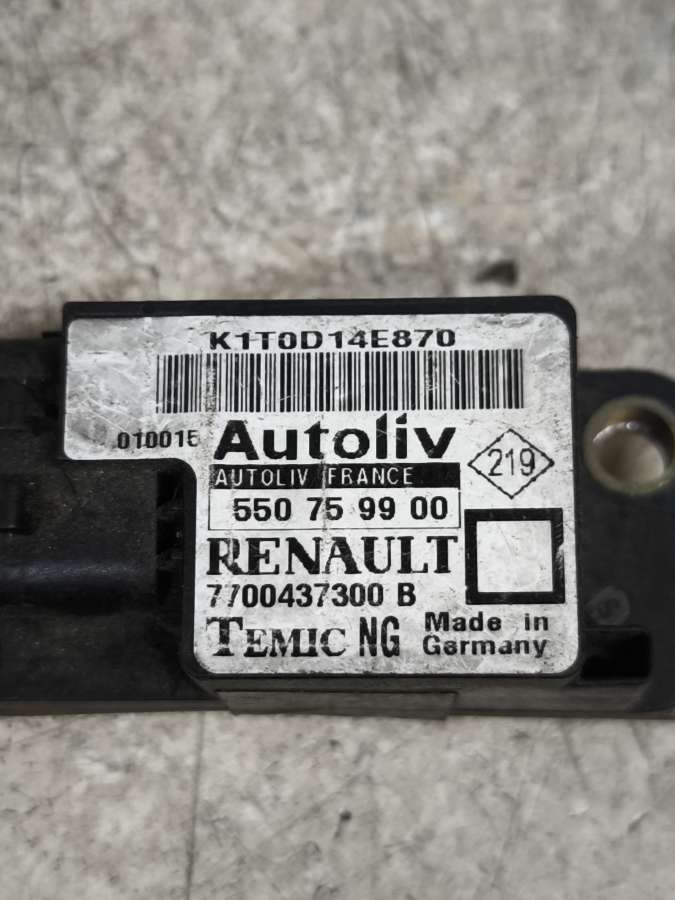 K1T0D14E870
010015
Autoliv
219
AUTOLIV FRANCE
550 75 99 00
RENAULT
7700437300 B
TEMIC NG
Made in
Germany